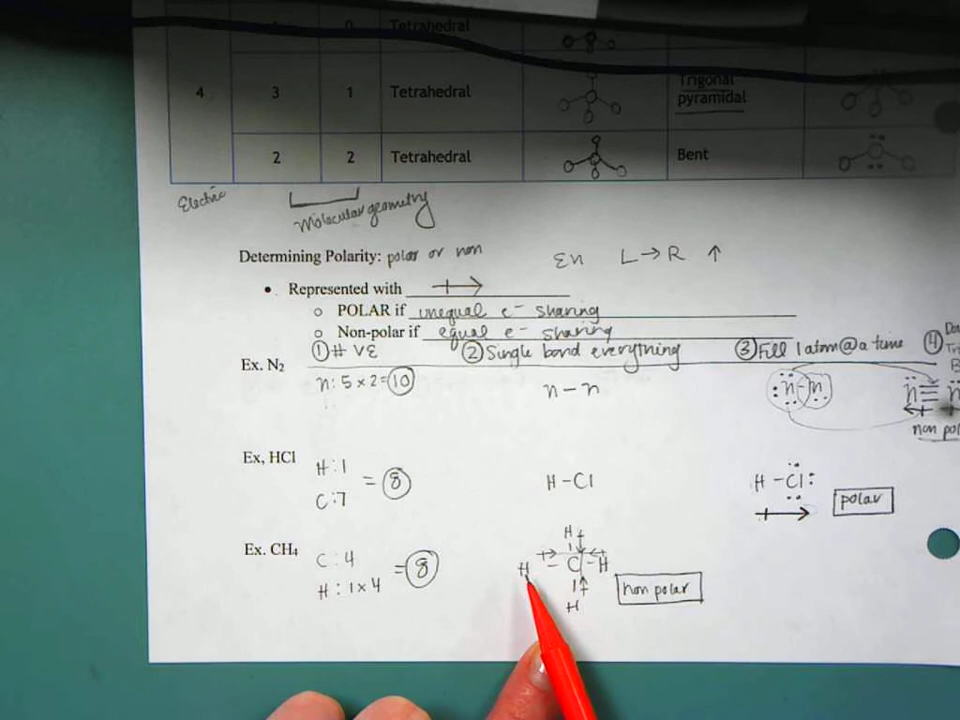 0 Tetrahedral
4 3 1 Tetrahedral Trigonal
pyramidal
2 2 Tetrahedral Bent
Electric
Molecular geometry
Determining Polarity: polar or non En L → R ↑
• Represented with
○ POLAR if unequal e⁻ sharing
○ Non-polar if equal e⁻ sharing
① # VE ② Single bond everything ③ Fill 1 atom @ a time ④
Ex. N₂
n: 5 x 2 = 10 n – n n – n n ≡ n
non pol
Ex, HCl
H : 1
C : 7
= 8 H – Cl H – Cl polar
Ex. CH₄
C : 4
H : 1 x 4
= 8
H
H – C – H
H
non polar